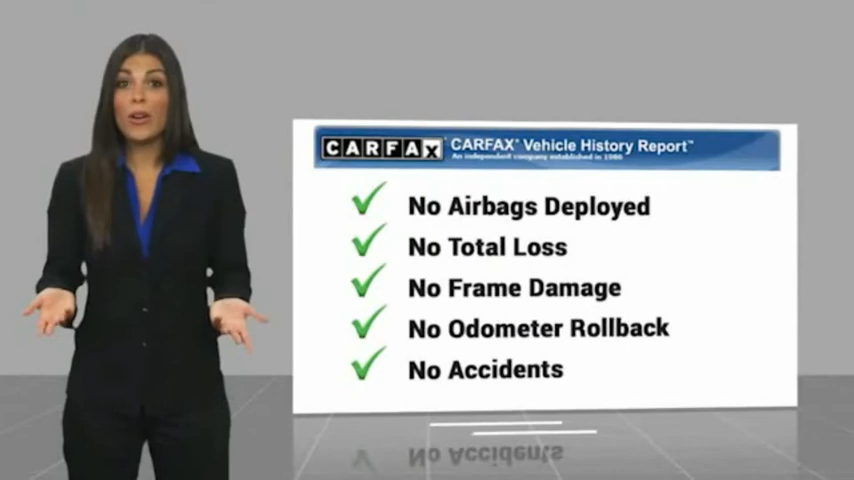 CARFAX
CARFAX Vehicle History Report™
An independent company established in 1986
No Airbags Deployed
No Total Loss
No Frame Damage
No Odometer Rollback
No Accidents
No Accidents